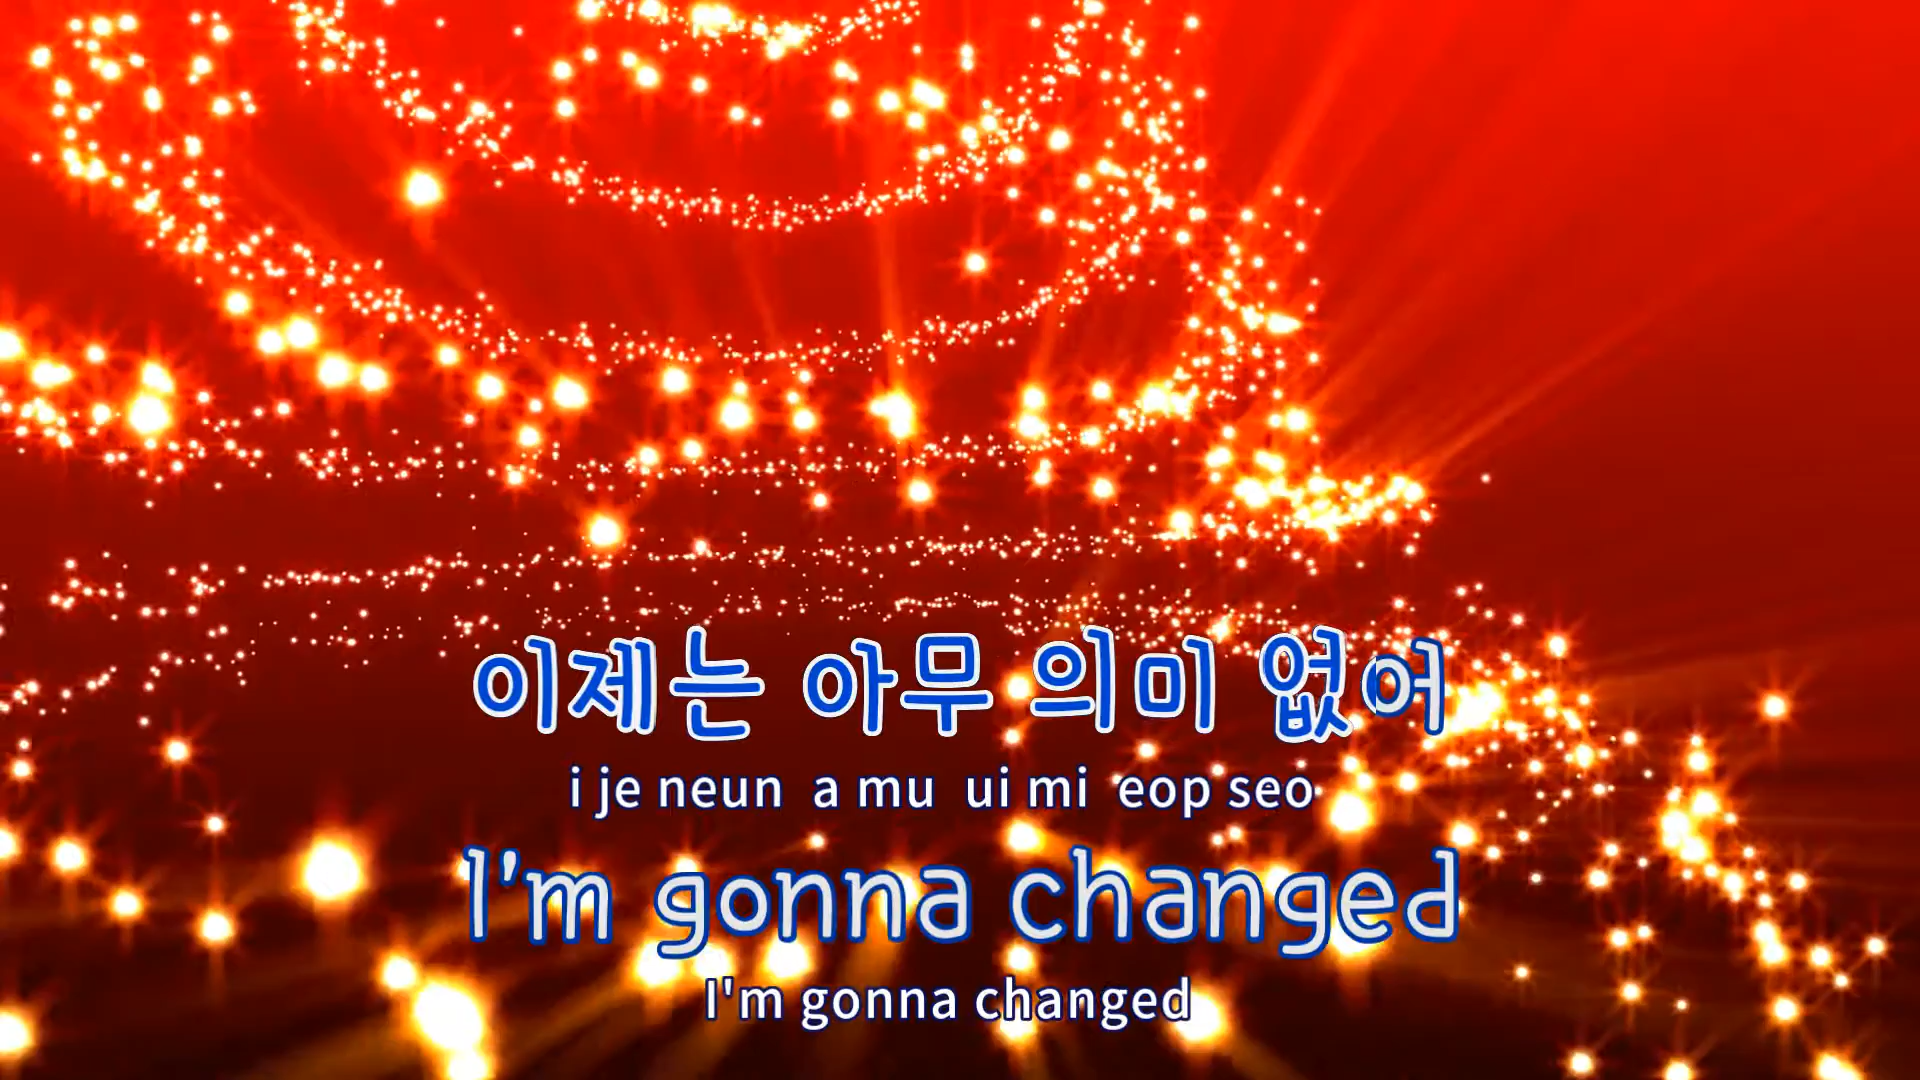 이제는 아무 의미 없어
i je neun a mu ui mi eop seo
I'm gonna changed
I'm gonna changed